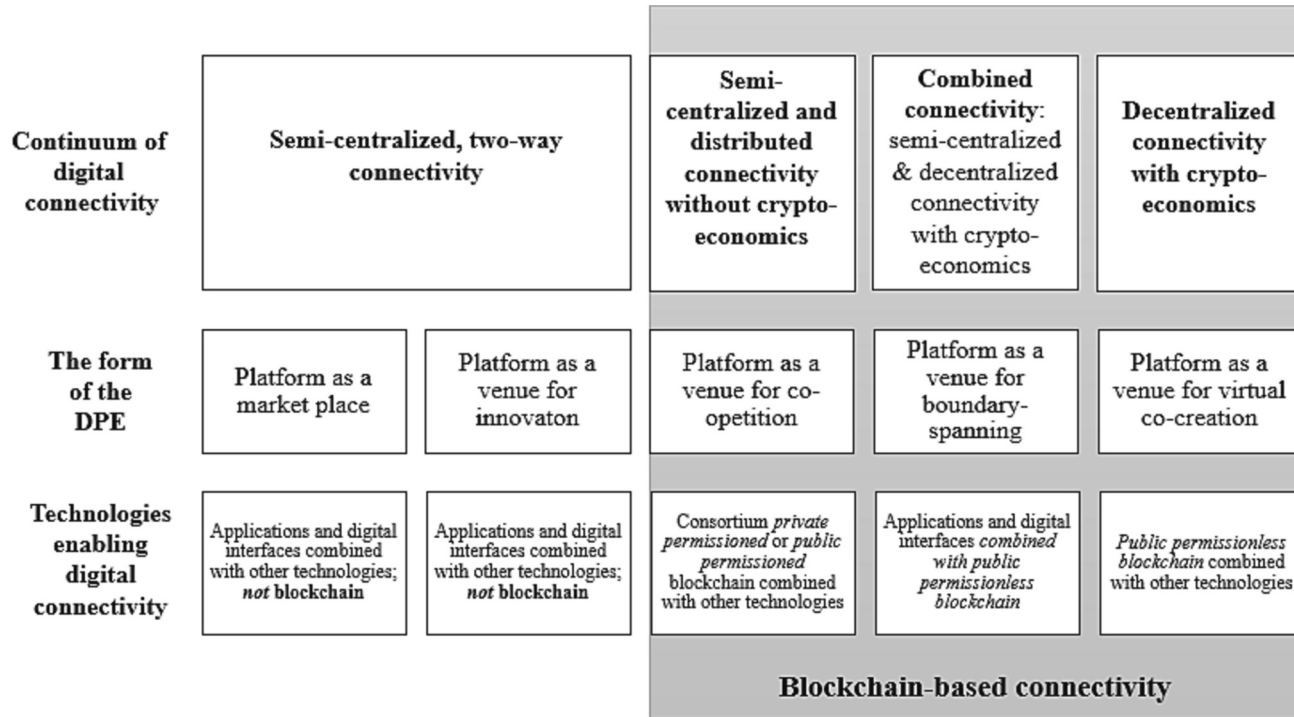 Continuum of
digital
connectivity
Semi-centralized, two-way
connectivity
Semi-
centralized and
distributed
connectivity
without crypto-
economics
Combined
connectivity:
semi-centralized
& decentralized
connectivity
with crypto-
economics
Decentralized
connectivity
with crypto-
economics
The form
of the
DPE
Platform as a
market place
Platform as a
venue for
innovaton
Platform as a
venue for co-
opetition
Platform as a
venue for
boundary-
spanning
Platform as a
venue for virtual
co-creation
Technologies
enabling
digital
connectivity
Applications and digital
interfaces combined
with other technologies;
not blockchain
Applications and digital
interfaces combined
with other technologies;
not blockchain
Consortium private
permissioned or public
permissioned
blockchain combined
with other technologies
Applications and digital
interfaces combined
with public
permissionless
blockchain
Public permissionless
blockchain combined
with other technologies
Blockchain-based connectivity